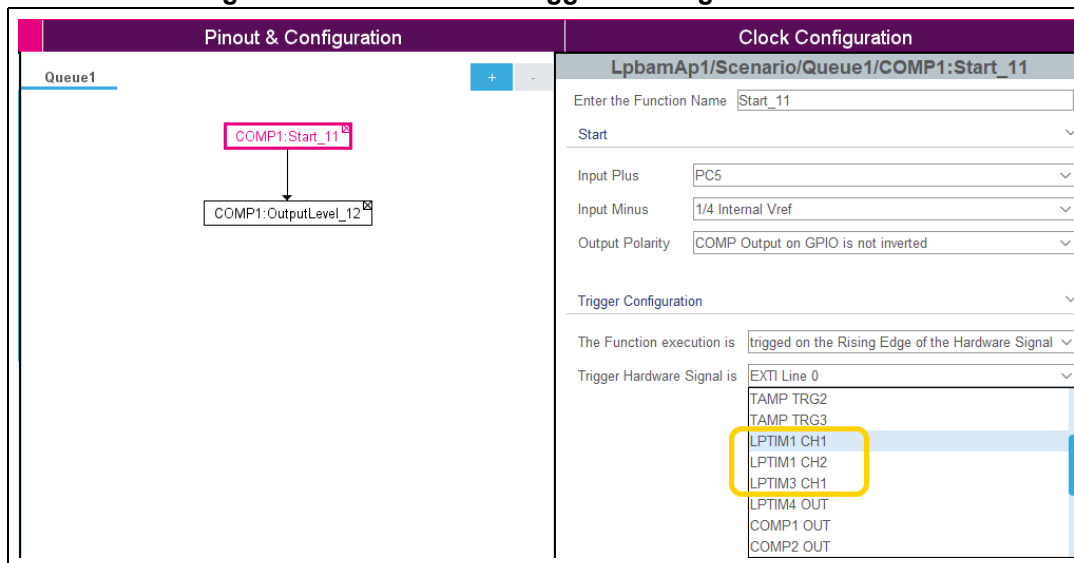 Pinout & Configuration
Clock Configuration
Queue1
+
-
COMP1:Start_11
COMP1:OutputLevel_12
LpbamAp1/Scenario/Queue1/COMP1:Start_11
Enter the Function Name Start_11
Start
Input Plus PC5
Input Minus 1/4 Internal Vref
Output Polarity COMP Output on GPIO is not inverted
Trigger Configuration
The Function execution is trigged on the Rising Edge of the Hardware Signal
Trigger Hardware Signal is EXTI Line 0
TAMP TRG2
TAMP TRG3
LPTIM1 CH1
LPTIM1 CH2
LPTIM3 CH1
LPTIM4 OUT
COMP1 OUT
COMP2 OUT